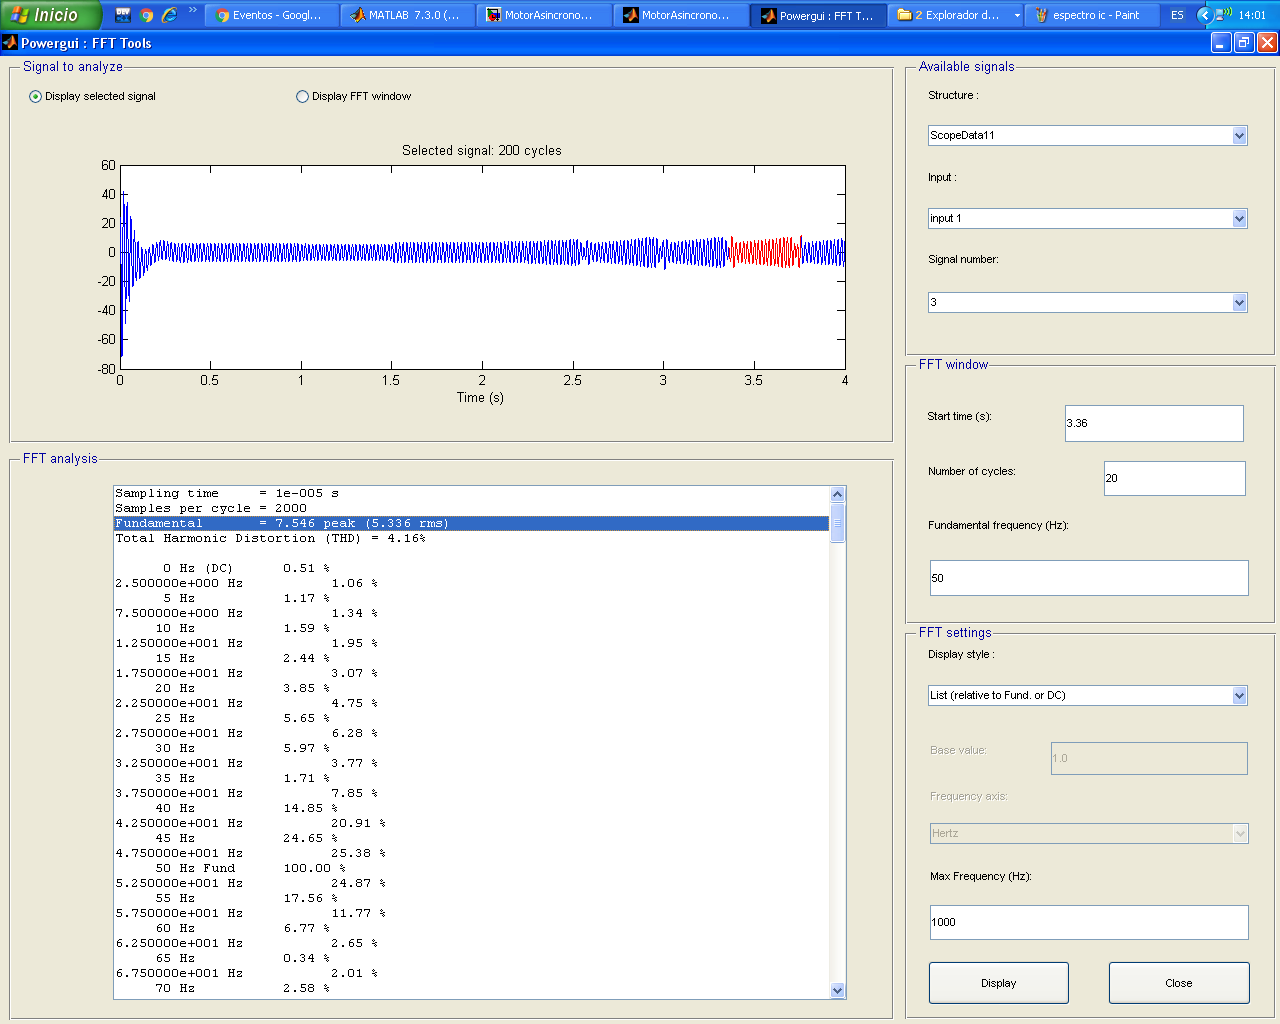 Inicio
Eventos - Googl...
MATLAB 7.3.0 (...
MotorAsincrono...
MotorAsincrono...
Powergui : FFT T...
2 Explorador d...
espectro ic - Paint
ES
14:01
Powergui : FFT Tools
Signal to analyze
Display selected signal
Display FFT window
Selected signal: 200 cycles
60
40
20
0
-20
-40
-60
-80
0 0.5 1 1.5 2 2.5 3 3.5 4
Time (s)
FFT analysis
Sampling time = 1e-005 s
Samples per cycle = 2000
Fundamental = 7.546 peak (5.336 rms)
Total Harmonic Distortion (THD) = 4.16%
0 Hz (DC) 0.51 %
2.500000e+000 Hz 1.06 %
5 Hz 1.17 %
7.500000e+000 Hz 1.34 %
10 Hz 1.59 %
1.250000e+001 Hz 1.95 %
15 Hz 2.44 %
1.750000e+001 Hz 3.07 %
20 Hz 3.85 %
2.250000e+001 Hz 4.75 %
25 Hz 5.65 %
2.750000e+001 Hz 6.28 %
30 Hz 5.97 %
3.250000e+001 Hz 3.77 %
35 Hz 1.71 %
3.750000e+001 Hz 7.85 %
40 Hz 14.85 %
4.250000e+001 Hz 20.91 %
45 Hz 24.65 %
4.750000e+001 Hz 25.38 %
50 Hz Fund 100.00 %
5.250000e+001 Hz 24.87 %
55 Hz 17.56 %
5.750000e+001 Hz 11.77 %
60 Hz 6.77 %
6.250000e+001 Hz 2.65 %
65 Hz 0.34 %
6.750000e+001 Hz 2.01 %
70 Hz 2.58 %
Available signals
Structure :
ScopeData11
Input :
input 1
Signal number:
3
FFT window
Start time (s):
3.36
Number of cycles:
20
Fundamental frequency (Hz):
50
FFT settings
Display style :
List (relative to Fund. or DC)
Base value:
1.0
Frequency axis:
Hertz
Max Frequency (Hz):
1000
Display
Close